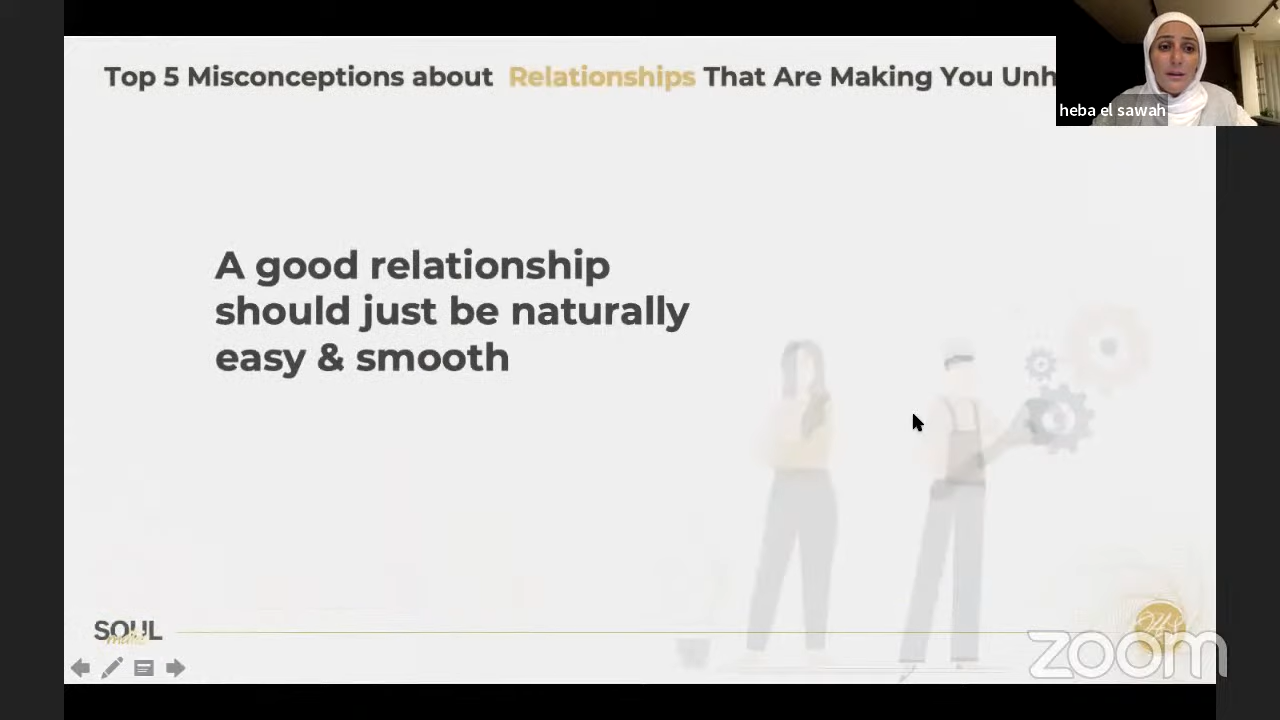 Top 5 Misconceptions about Relationships That Are Making You
heba el sawah
A good relationship
should just be naturally
easy & smooth
SOUL
zoom